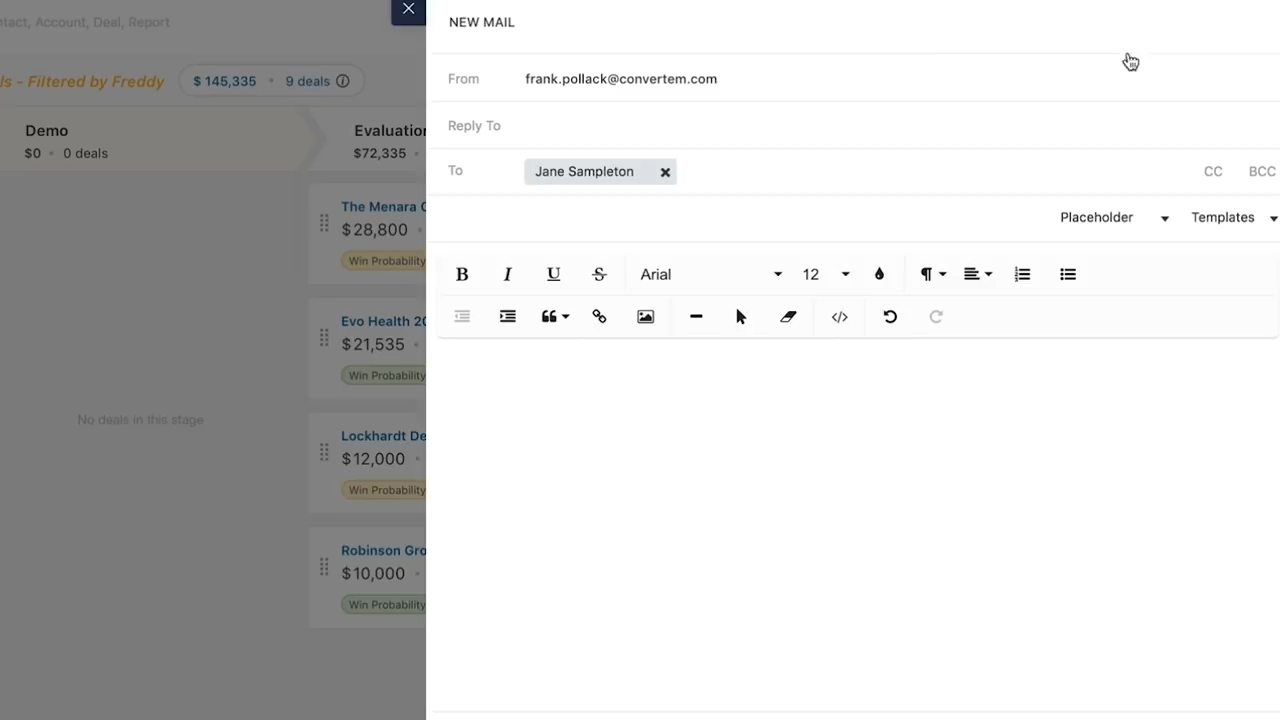 ntact, Account, Deal, Report
ls - Filtered by Freddy
$ 145,335 • 9 deals
Demo
$0 • 0 deals
No deals in this stage
Evaluation
$72,335 •
The Menara
$28,800 •
Win Probability
Evo Health 20
$21,535 •
Win Probability
Lockhardt De
$12,000 •
Win Probability
Robinson Gro
$10,000 •
Win Probability
NEW MAIL
From frank.pollack@convertem.com
Reply To
To Jane Sampleton CC BCC
Placeholder Templates
B I U S Arial 12